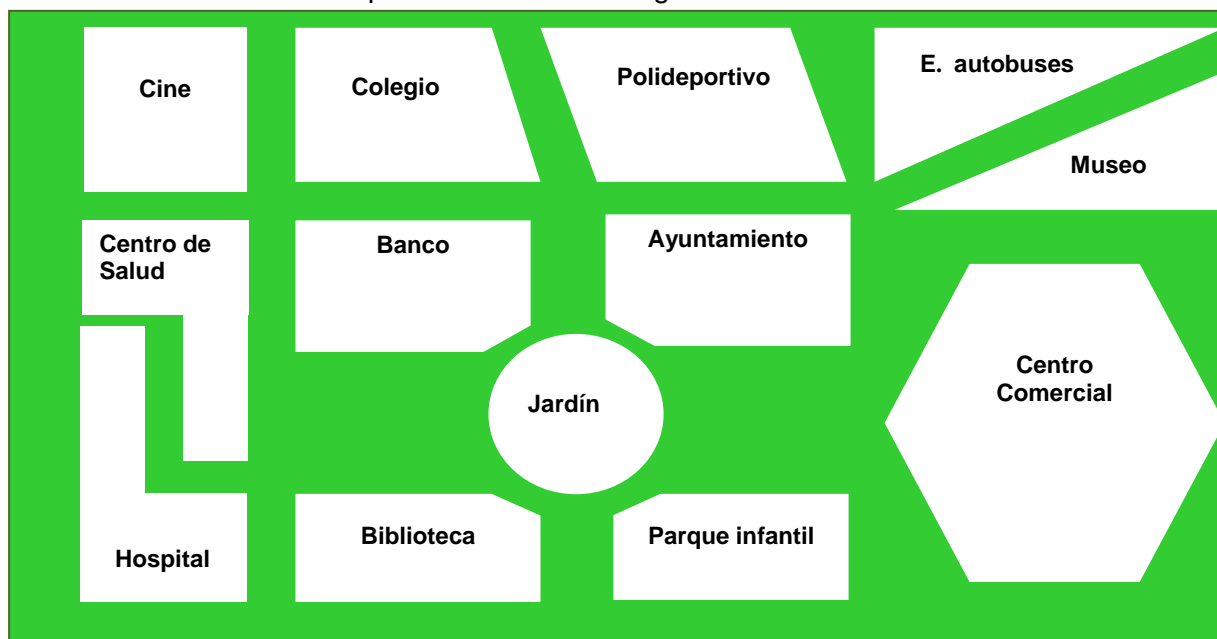 Cine
Colegio
Polideportivo
E. autobuses
Museo
Centro de
Salud
Banco
Ayuntamiento
Centro
Comercial
Jardín
Hospital
Biblioteca
Parque infantil